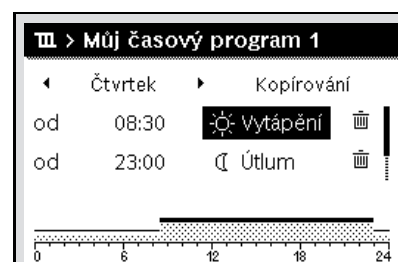 > Můj časový program 1
Čtvrtek Kopírování
od 08:30 Vytápění
od 23:00 Útlum
0 6 12 18 24